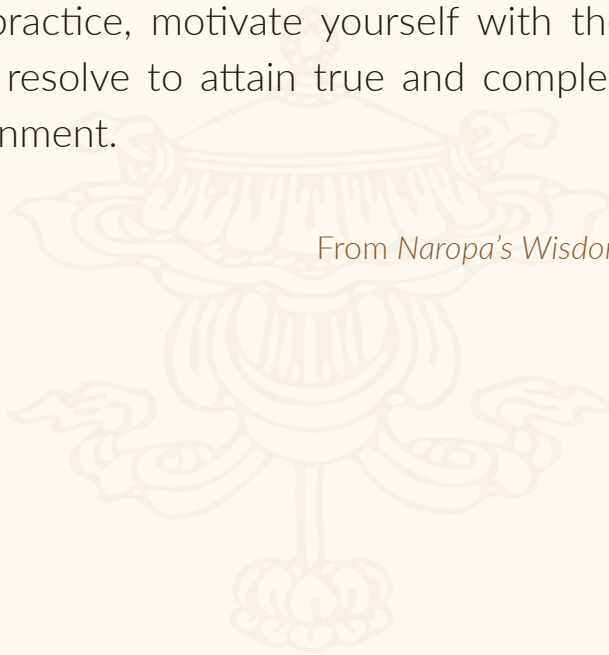 practice, motivate yourself with th
resolve to attain true and comple
nment.
From Naropa’s Wisdo